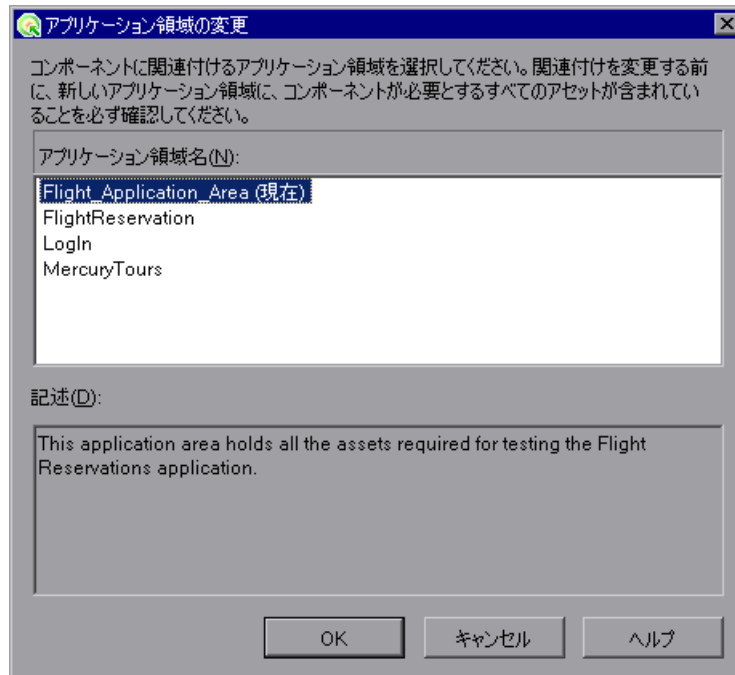 アプリケーション領域の変更
コンポーネントに関連付けるアプリケーション領域を選択してください。関連付けを変更する前
に、新しいアプリケーション領域に、コンポーネントが必要とするすべてのアセットが含まれてい
ることを必ず確認してください。
アプリケーション領域名(N):
Flight_Application_Area (現在)
FlightReservation
LogIn
MercuryTours
記述(D):
This application area holds all the assets required for testing the Flight
Reservations application.
OK キャンセル ヘルプ